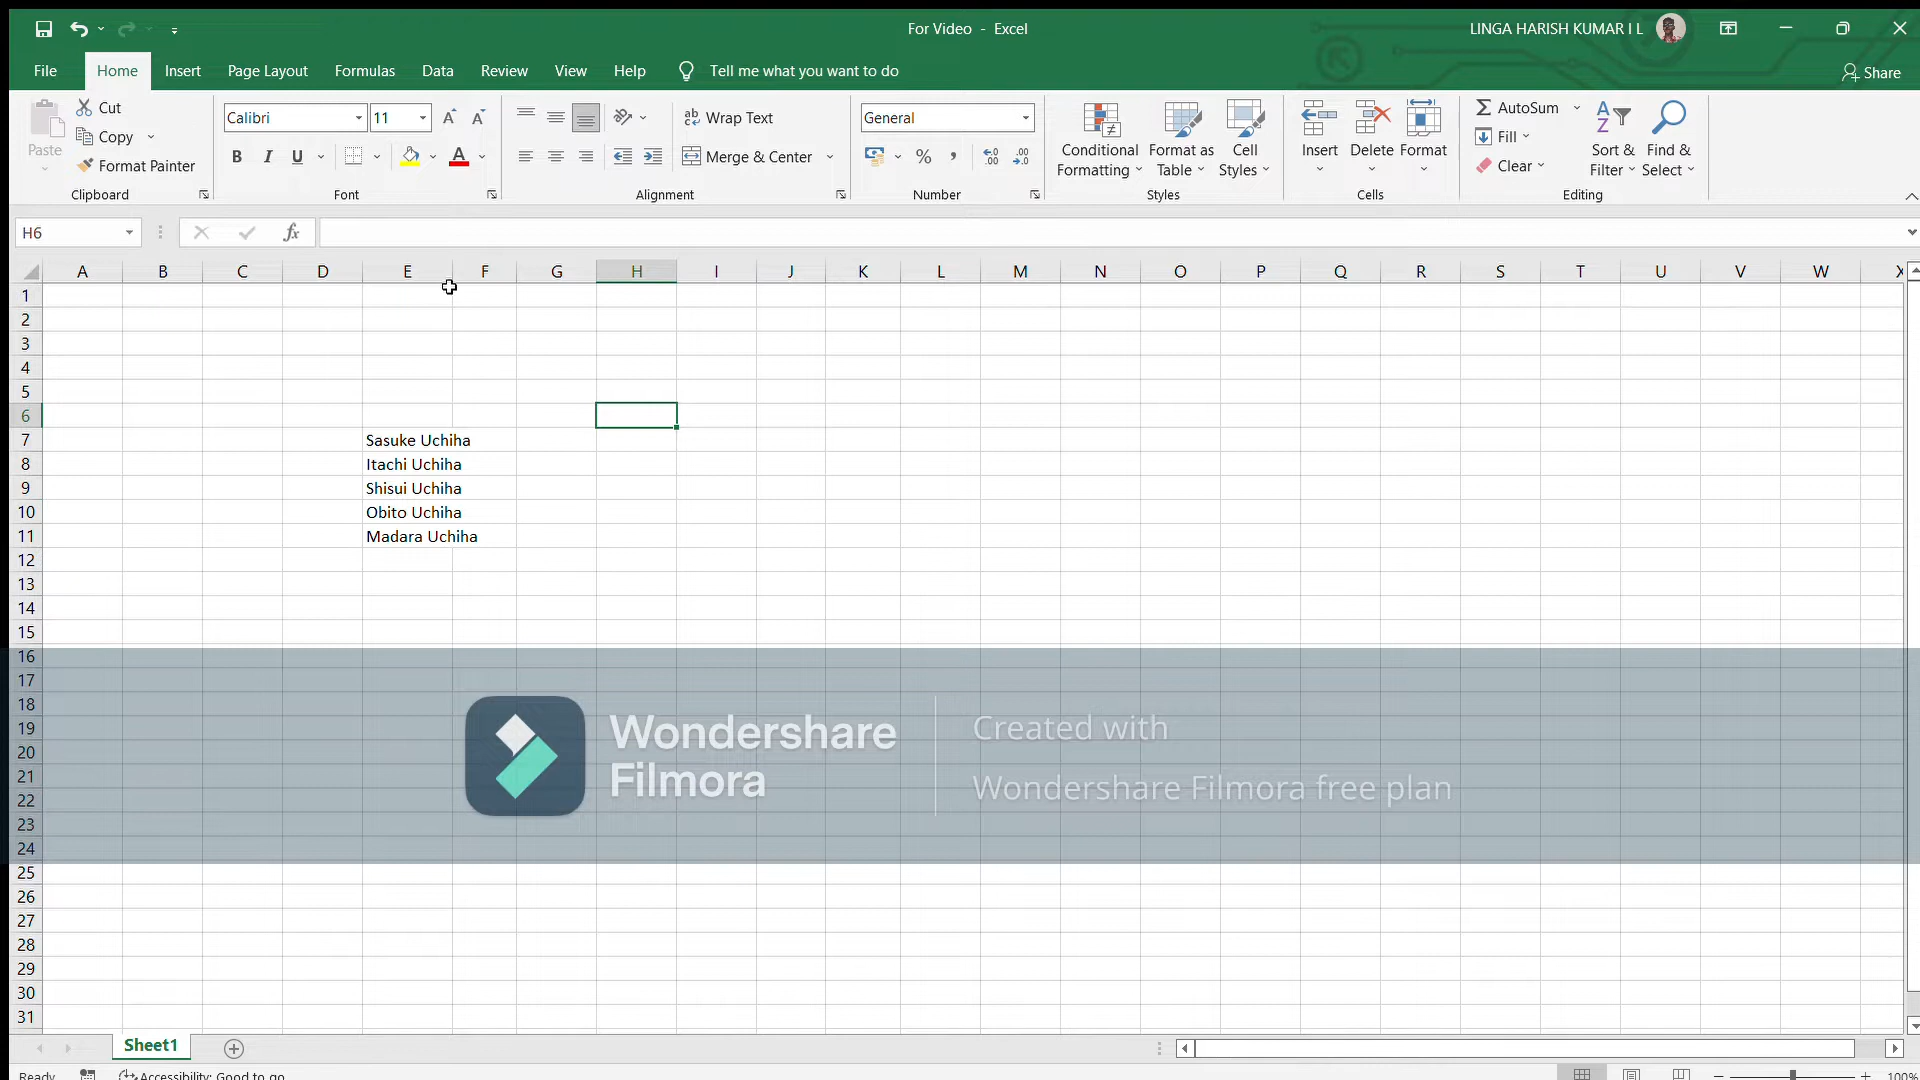 For Video - Excel
LINGA HARISH KUMAR I L
File Home Insert Page Layout Formulas Data Review View Help Tell me what you want to do Share
Paste Cut
Copy
Format Painter
Clipboard
Calibri 11
B I U A
Font
ab Wrap Text
Merge & Center
Alignment
General
% ,
Number
Conditional Formatting
Format as Table
Cell Styles
Styles
Insert Delete Format
Cells
AutoSum
Fill
Clear
Sort & Filter
Find & Select
Editing
H6 fx
A B C D E F G H I J K L M N O P Q R S T U V W X
1
2
3
4
5
6
7 Sasuke Uchiha
8 Itachi Uchiha
9 Shisui Uchiha
10 Obito Uchiha
11 Madara Uchiha
12
13
14
15
16
17
18
19
20
21
22
23
24
25
26
27
28
29
30
31
Wondershare
Filmora
Created with
Wondershare Filmora free plan
Sheet1
Ready Accessibility: Good to go 100%